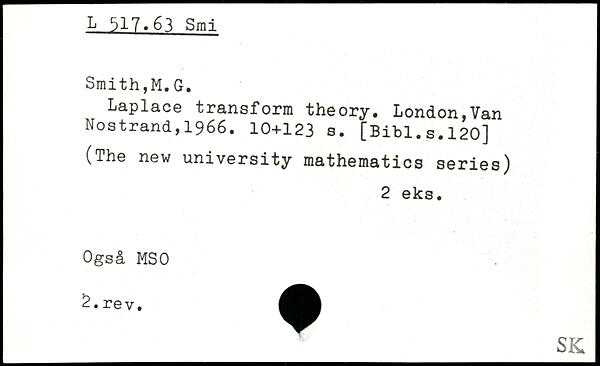 L 517.63 Smi
Smith,M.G.
Laplace transform theory. London,Van
Nostrand,1966. 10+123 s. [Bibl.s.120]
(The new university mathematics series)
2 eks.
Også MSO
2.rev.
SK